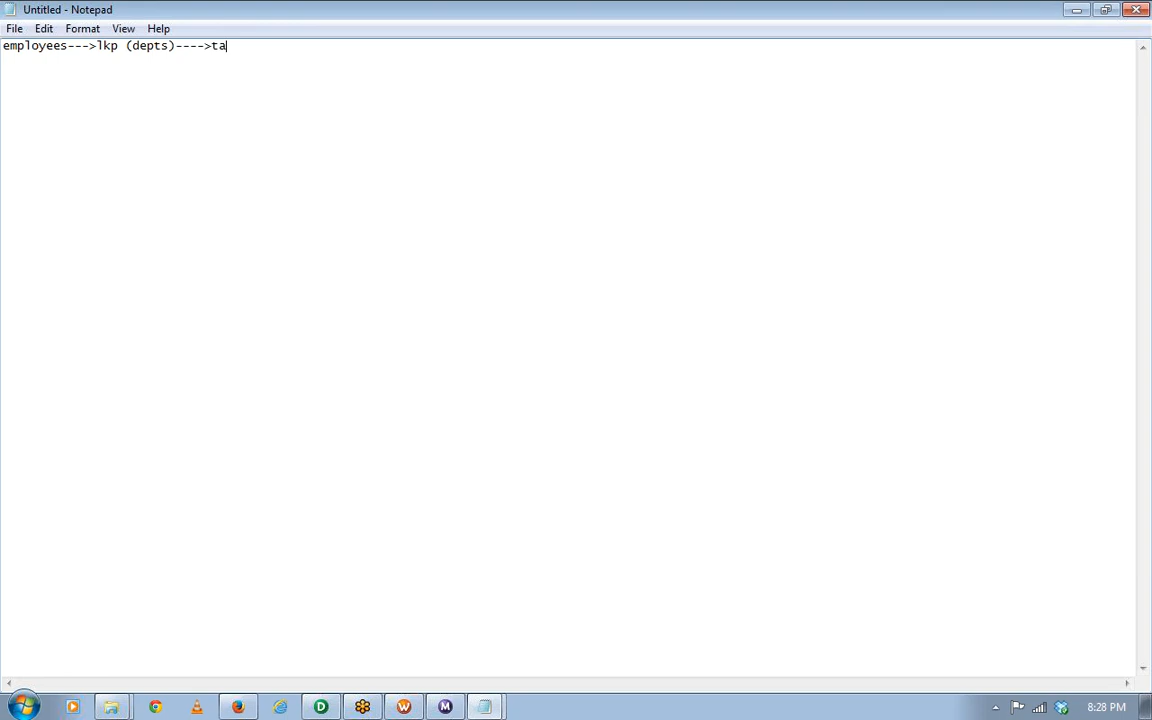 Untitled - Notepad
File Edit Format View Help
employees--->lkp (depts)---->ta
D W M 8:28 PM